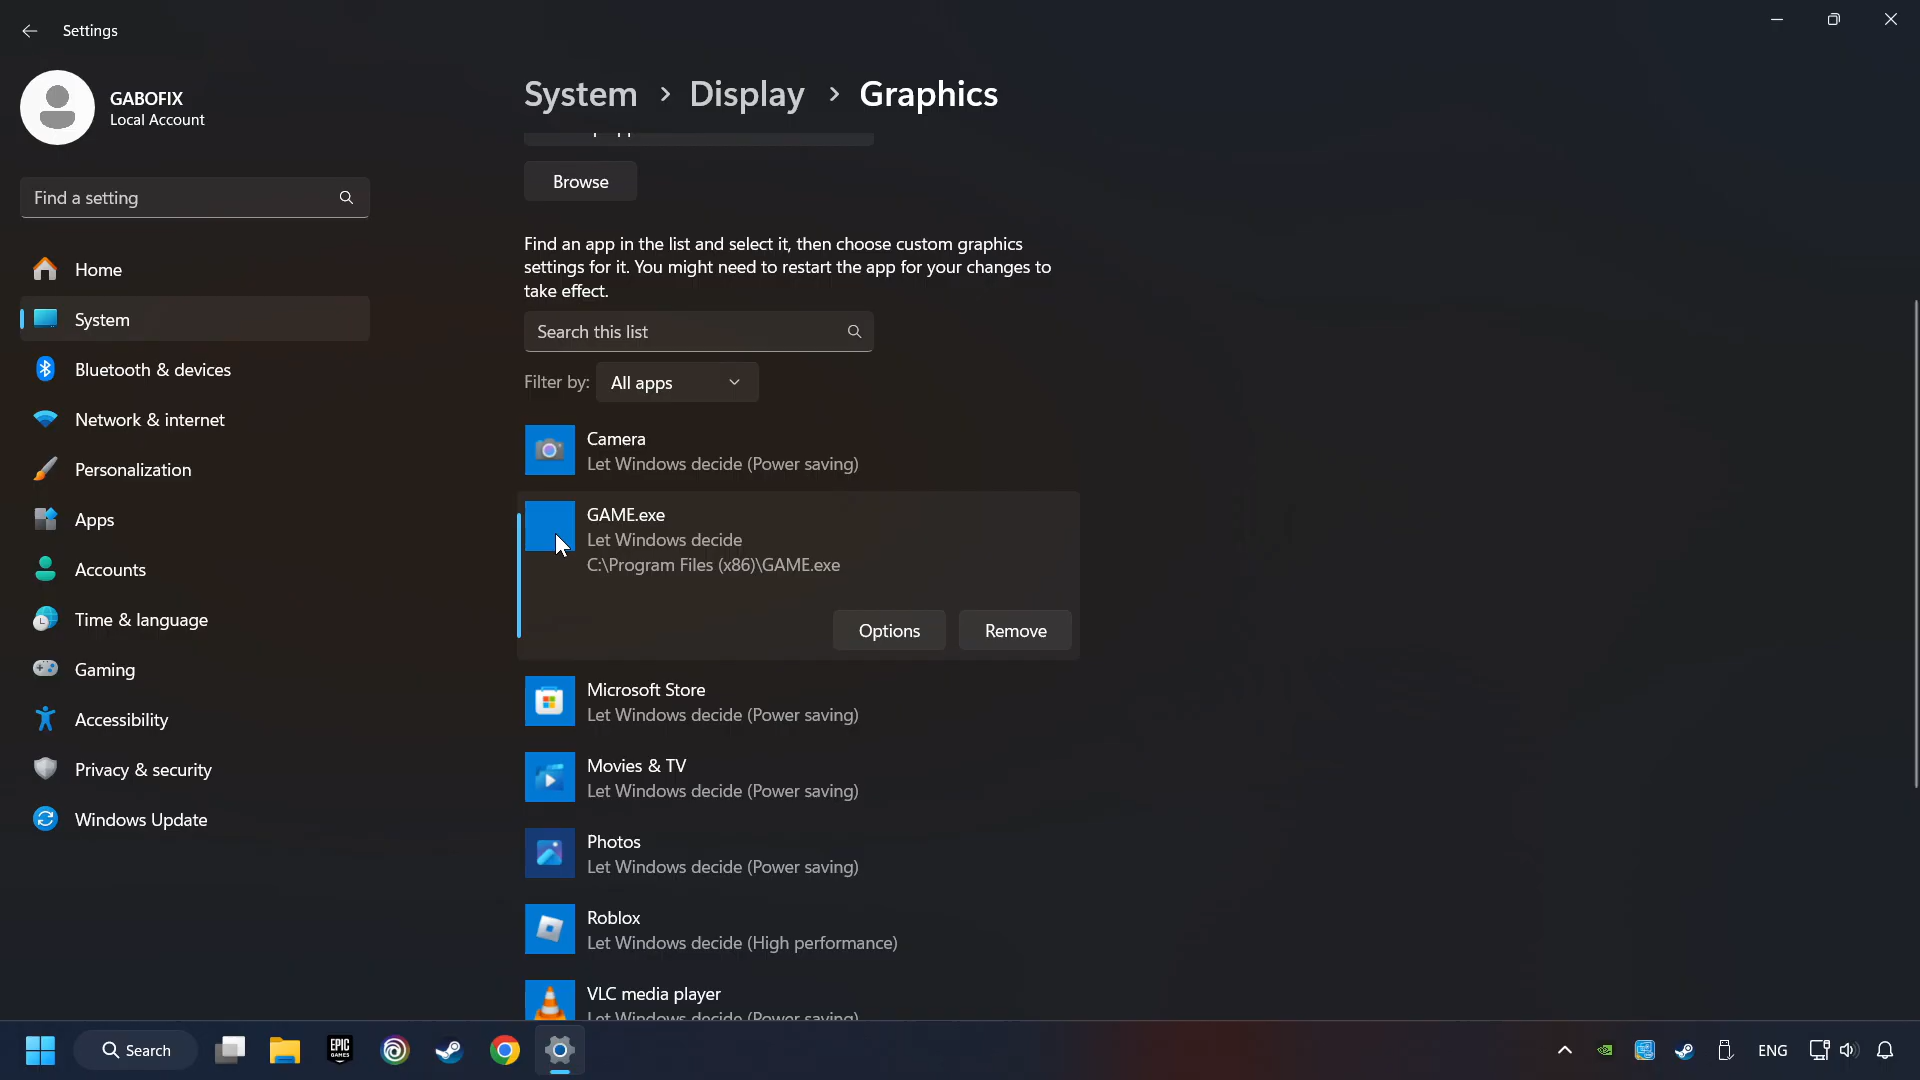 Settings
GABOFIX
Local Account
Find a setting
Home
System
Bluetooth & devices
Network & internet
Personalization
Apps
Accounts
Time & language
Gaming
Accessibility
Privacy & security
Windows Update
System > Display > Graphics
Browse
Find an app in the list and select it, then choose custom graphics
settings for it. You might need to restart the app for your changes to
take effect.
Search this list
Filter by: All apps
Camera
Let Windows decide (Power saving)
GAME.exe
Let Windows decide
C:\Program Files (x86)\GAME.exe
Options Remove
Microsoft Store
Let Windows decide (Power saving)
Movies & TV
Let Windows decide (Power saving)
Photos
Let Windows decide (Power saving)
Roblox
Let Windows decide (High performance)
VLC media player
Let Windows decide (Power saving)
Search
EPIC
GAMES
ENG